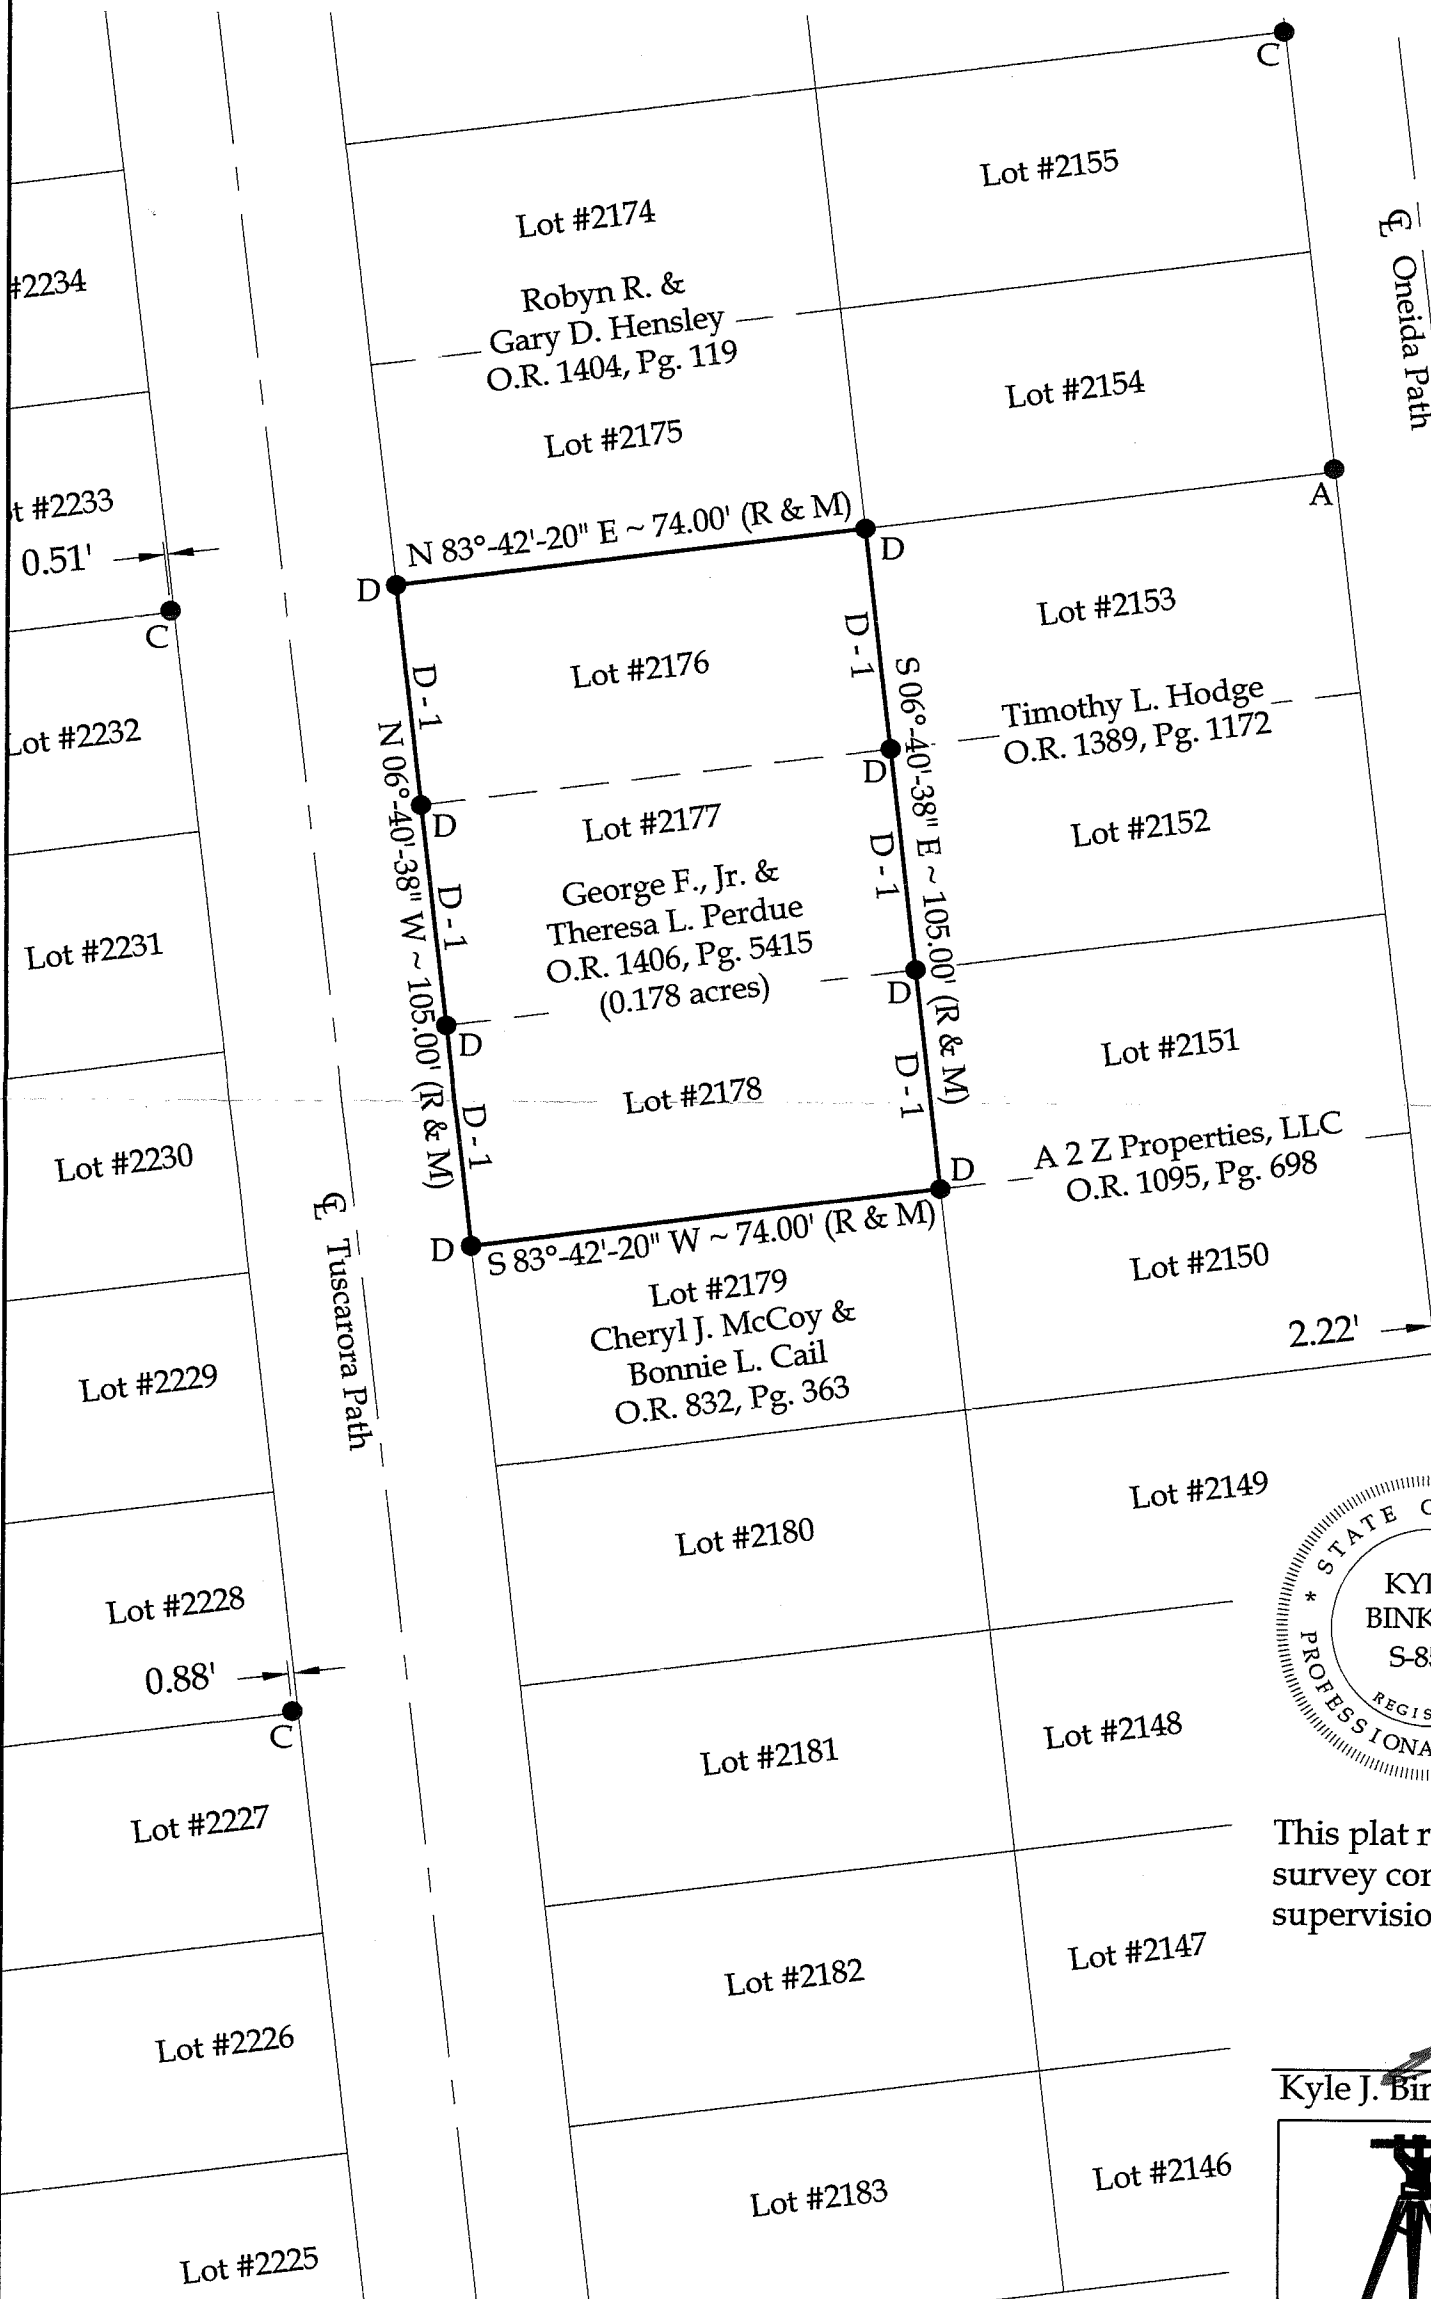 C
Lot #2155
Lot #2174
℄ Oneida Path
#2234
Robyn R. &
Gary D. Hensley
O.R. 1404, Pg. 119
Lot #2154
Lot #2175
#2233
0.51'
C
A
N 83°-42'-20" E ~ 74.00' (R & M)
D
D
Lot #2153
D - 1
D - 1
Lot #2176
S 06°-40'-38" E ~ 105.00' (R & M)
N 06°-40'-38" W ~ 105.00' (R & M)
Timothy L. Hodge
O.R. 1389, Pg. 1172
Lot #2232
D
D
Lot #2177
Lot #2152
D - 1
D - 1
George F., Jr. &
Theresa L. Perdue
O.R. 1406, Pg. 5415
(0.178 acres)
Lot #2231
D
D
Lot #2151
D - 1
D - 1
Lot #2178
A 2 Z Properties, LLC
O.R. 1095, Pg. 698
Lot #2230
D
D
S 83°-42'-20" W ~ 74.00' (R & M)
℄ Tuscarora Path
Lot #2150
Lot #2179
Cheryl J. McCoy &
Bonnie L. Cail
O.R. 832, Pg. 363
2.22'
Lot #2229
Lot #2149
Lot #2180
* STATE
KY
BINK
S-8
REGIS
PROFESSIONA
Lot #2228
0.88'
C
Lot #2181
Lot #2148
Lot #2227
This plat r
survey co
supervisio
Lot #2182
Lot #2147
Lot #2226
Kyle J. Bin
Lot #2183
Lot #2146
Lot #2225